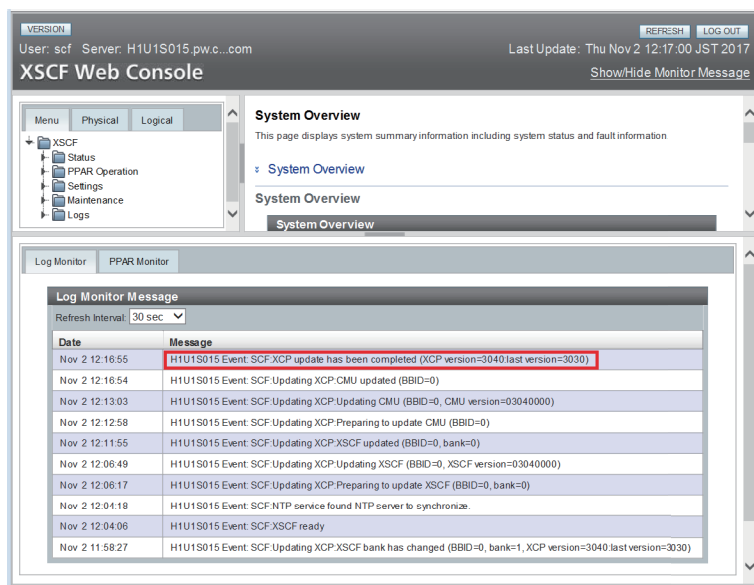 VERSION
REFRESH LOG OUT
User: scf Server: H1U1S015.pw.c...com
Last Update: Thu Nov 2 12:17:00 JST 2017
XSCF Web Console
Show/Hide Monitor Message
Menu Physical Logical
XSCF
Status
PPAR Operation
Settings
Maintenance
Logs
System Overview
This page displays system summary information including system status and fault information
System Overview
System Overview
System Overview
Log Monitor PPAR Monitor
Log Monitor Message
Refresh Interval: 30 sec
Date Message
Nov 2 12:16:55 H1U1S015 Event: SCF:XCP update has been completed (XCP version=3040:last version=3030)
Nov 2 12:16:54 H1U1S015 Event: SCF:Updating XCP:CMU updated (BBID=0)
Nov 2 12:13:03 H1U1S015 Event: SCF:Updating XCP:Updating CMU (BBID=0, CMU version=03040000)
Nov 2 12:12:58 H1U1S015 Event: SCF:Updating XCP:Preparing to update CMU (BBID=0)
Nov 2 12:11:55 H1U1S015 Event: SCF:Updating XCP:XSCF updated (BBID=0, bank=0)
Nov 2 12:06:49 H1U1S015 Event: SCF:Updating XCP:Updating XSCF (BBID=0, XSCF version=03040000)
Nov 2 12:06:17 H1U1S015 Event: SCF:Updating XCP:Preparing to update XSCF (BBID=0, bank=0)
Nov 2 12:04:18 H1U1S015 Event: SCF:NTP service found NTP server to synchronize.
Nov 2 12:04:06 H1U1S015 Event: SCF:XSCF ready
Nov 2 11:58:27 H1U1S015 Event: SCF:Updating XCP:XSCF bank has changed (BBID=0, bank=1, XCP version=3040:last version=3030)